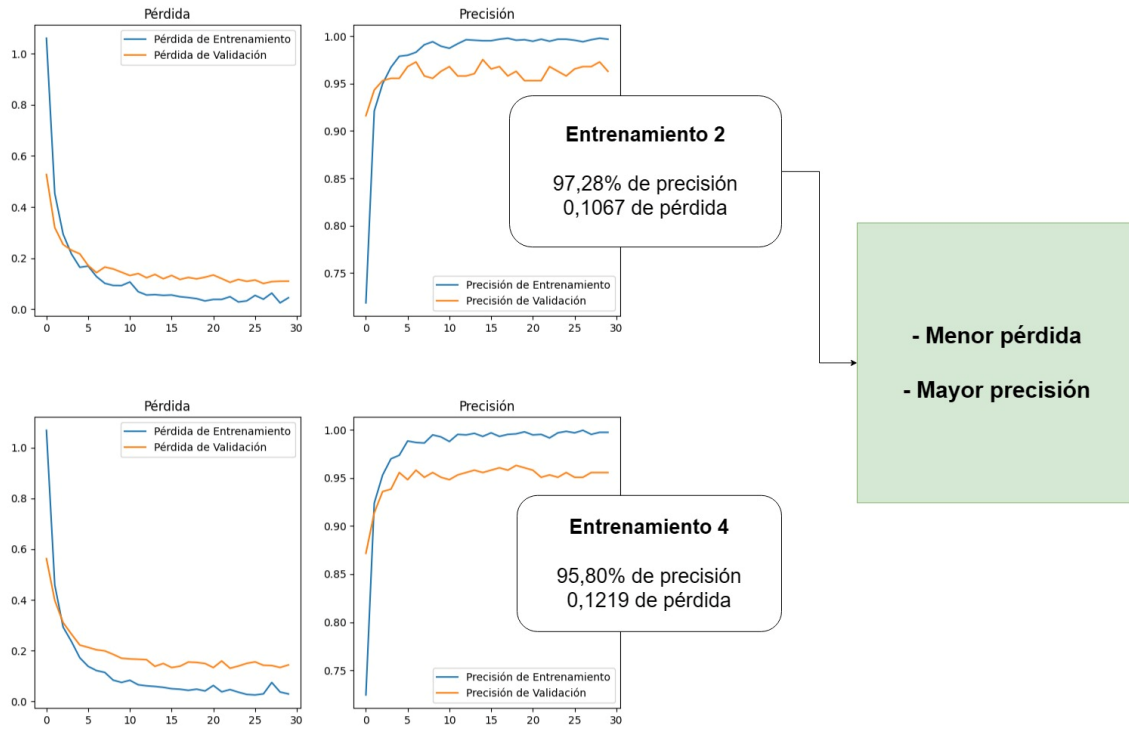 Pérdida
Pérdida de Entrenamiento
Pérdida de Validación
1.0
0.8
0.6
0.4
0.2
0.0
0
5
10
15
20
25
30
Precisión
1.00
0.95
0.90
0.85
0.80
0.75
Precisión de Entrenamiento
Precisión de Validación
0
5
10
15
20
25
30
Entrenamiento 2
97,28% de precisión
0,1067 de pérdida
- Menor pérdida
- Mayor precisión
Pérdida
Pérdida de Entrenamiento
Pérdida de Validación
1.0
0.8
0.6
0.4
0.2
0.0
0
5
10
15
20
25
30
Precisión
1.00
0.95
0.90
0.85
0.80
0.75
Precisión de Entrenamiento
Precisión de Validación
0
5
10
15
20
25
30
Entrenamiento 4
95,80% de precisión
0,1219 de pérdida